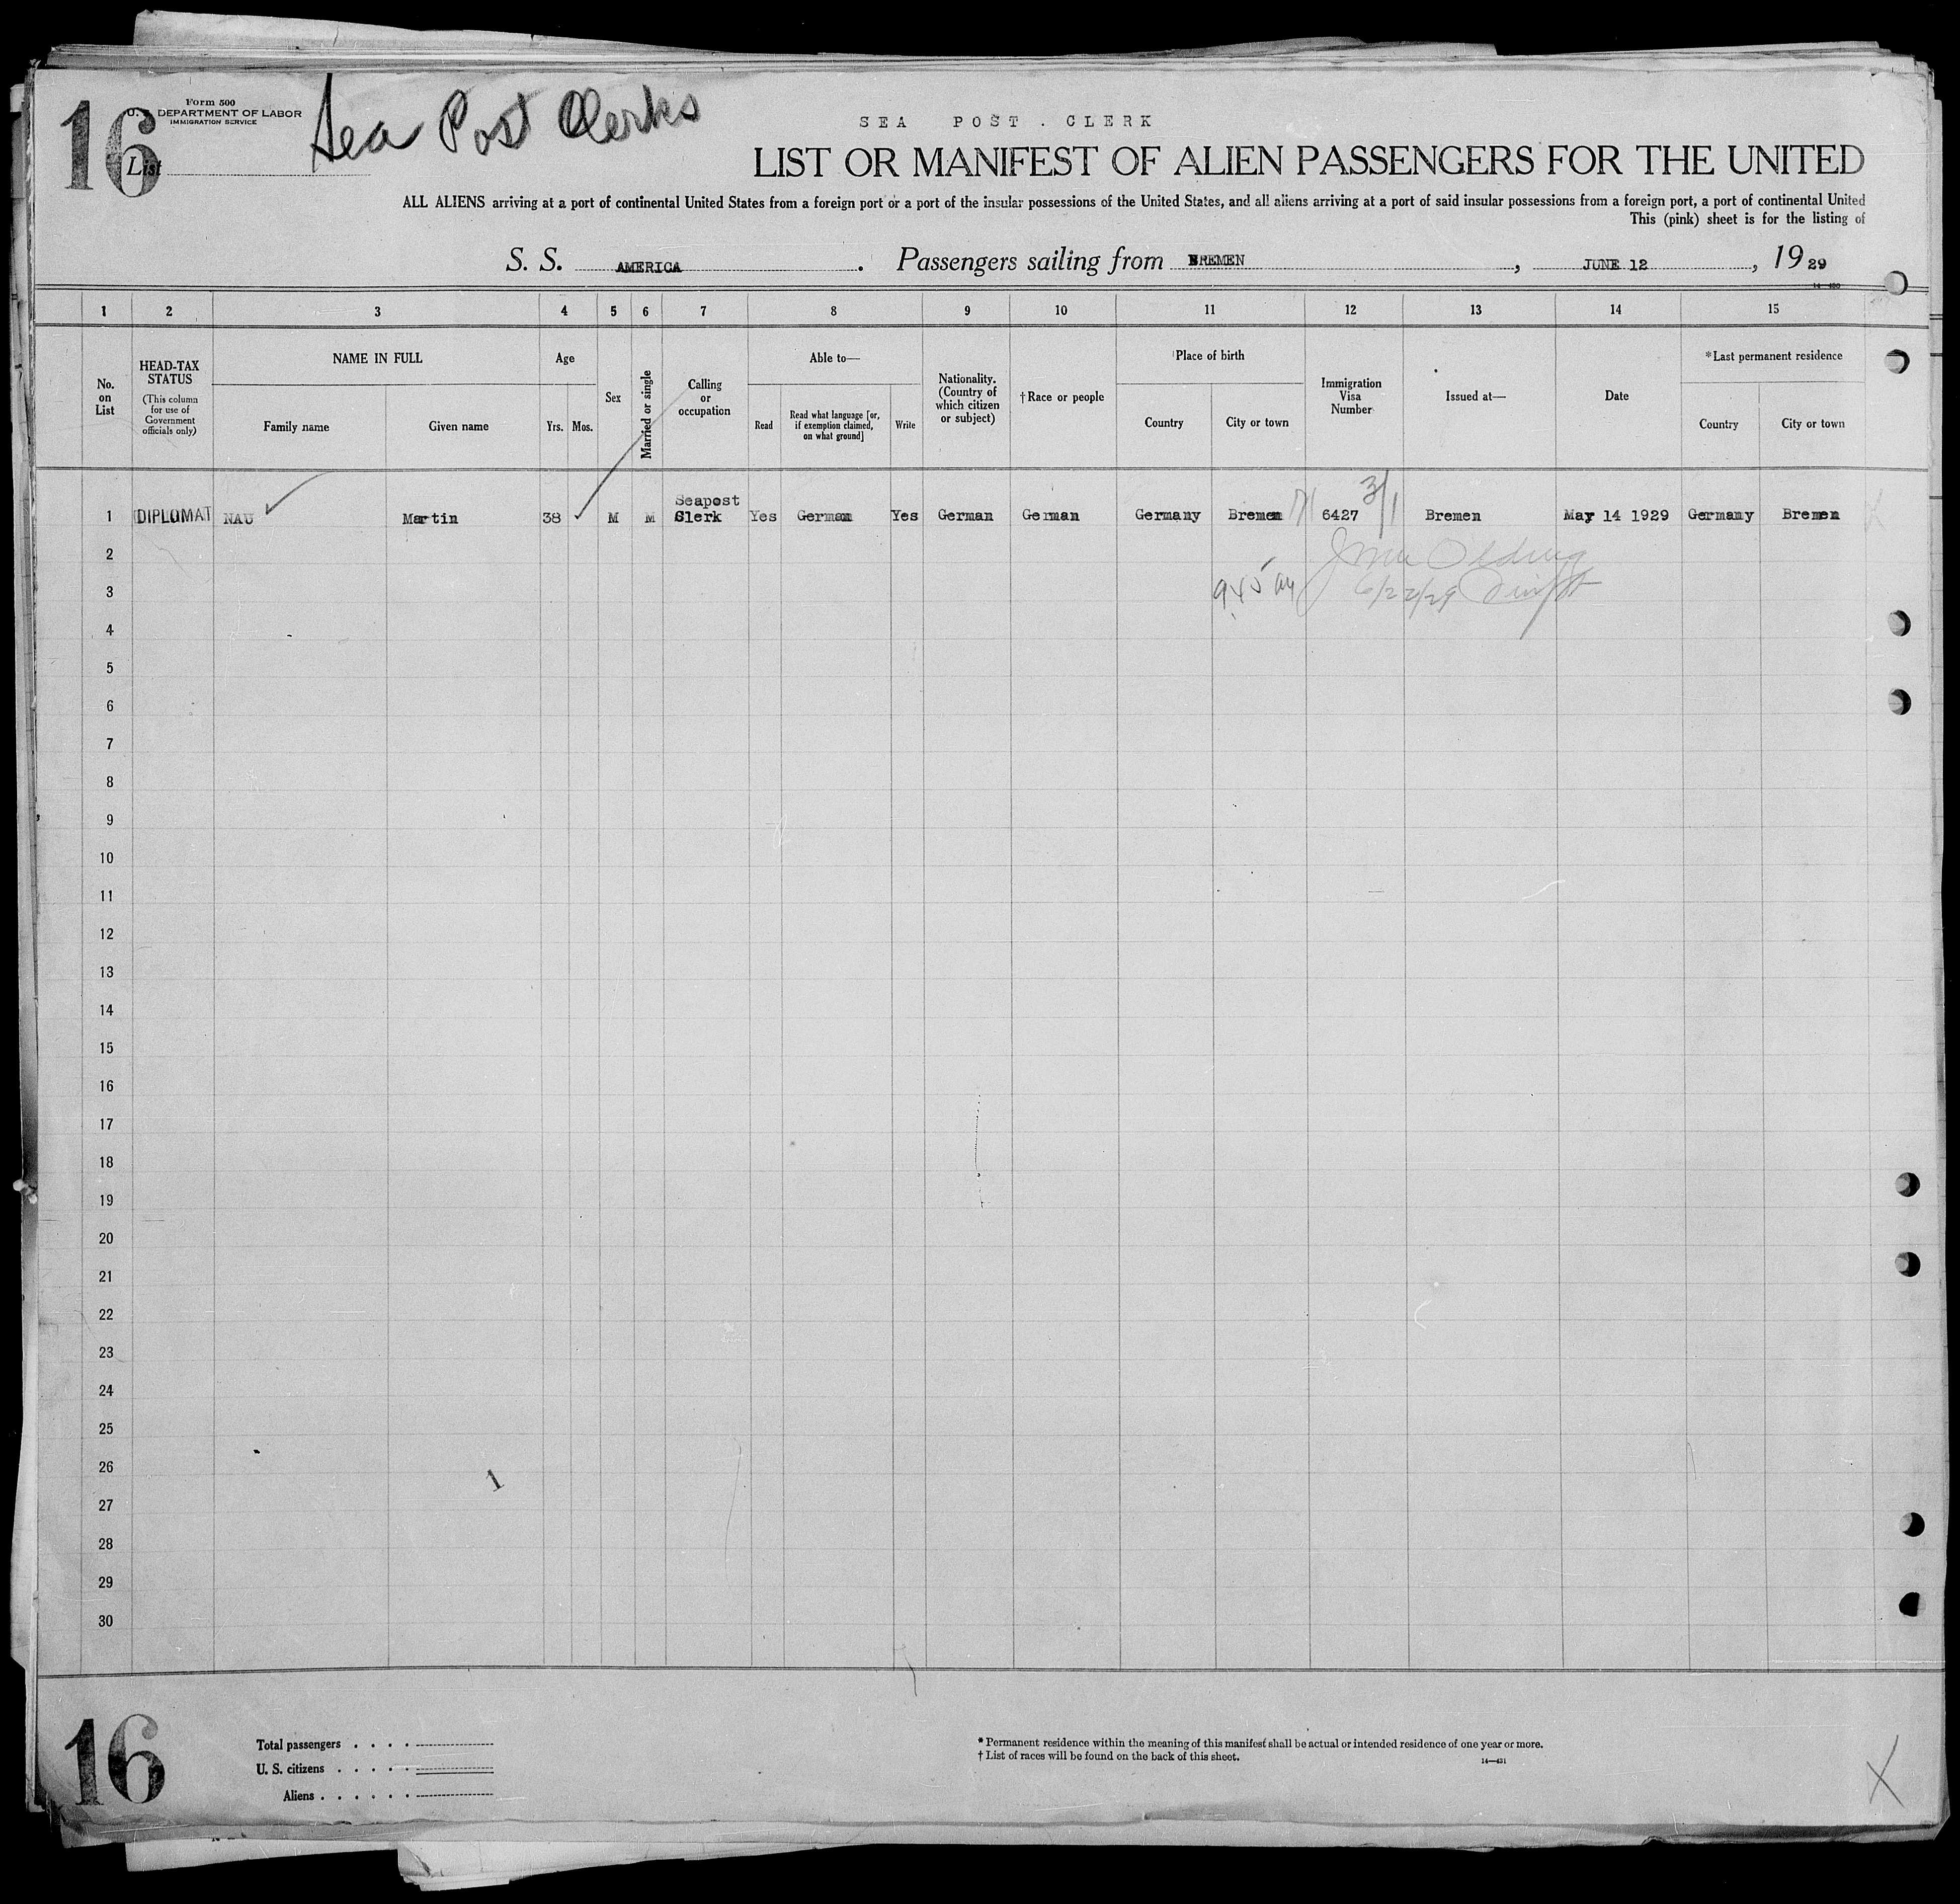 16
Form 500
U. S. DEPARTMENT OF LABOR
IMMIGRATION SERVICE
List
Sea Post Clerks
SEA POST . CLERK
LIST OR MANIFEST OF ALIEN PASSENGERS FOR THE UNITED
ALL ALIENS arriving at a port of continental United States from a foreign port or a part of the insular possessions of the United States, and all aliens arriving at a port of said insular possessions from a foreign port, a port of continental United
This (pink) sheet is for the listing of
S. S. AMERICA. Passengers sailing from BREMEN, JUNE 12, 1929
14—430
1 2 3 4 5 6 7 8 9 10 11 12 13 14 15
No. on List
HEAD-TAX STATUS
(This column for use of Government officials only)
NAME IN FULL
Family name
Given name
Age
Yrs.
Mos.
Sex
Married or single
Calling or occupation
Able to—
Read
Read what language [or, if exemption claimed, on what ground]
Write
Nationality. (Country of which citizen or subject)
†Race or people
Place of birth
Country
City or town
Immigration Visa Number
Issued at—
Date
*Last permanent residence
Country
City or town
3/1
1 DIPLOMAT NAU Martin 38 M M Seapost Clerk Yes German Yes German German Germany Bremen 6427 Bremen May 14 1929 Germany Bremen
2
3 9.45 am 6/22/29
4
5
6
7
8
9
10
11
12
13
14
15
16
17
18
19
20
21
22
23
24
25
26
1
27
28
29
30
16
Total passengers . . . .
U. S. citizens . . . . .
Aliens . . . . . .
* Permanent residence within the meaning of this manifest shall be actual or intended residence of one year or more.
† List of races will be found on the back of this sheet.
14—431
X